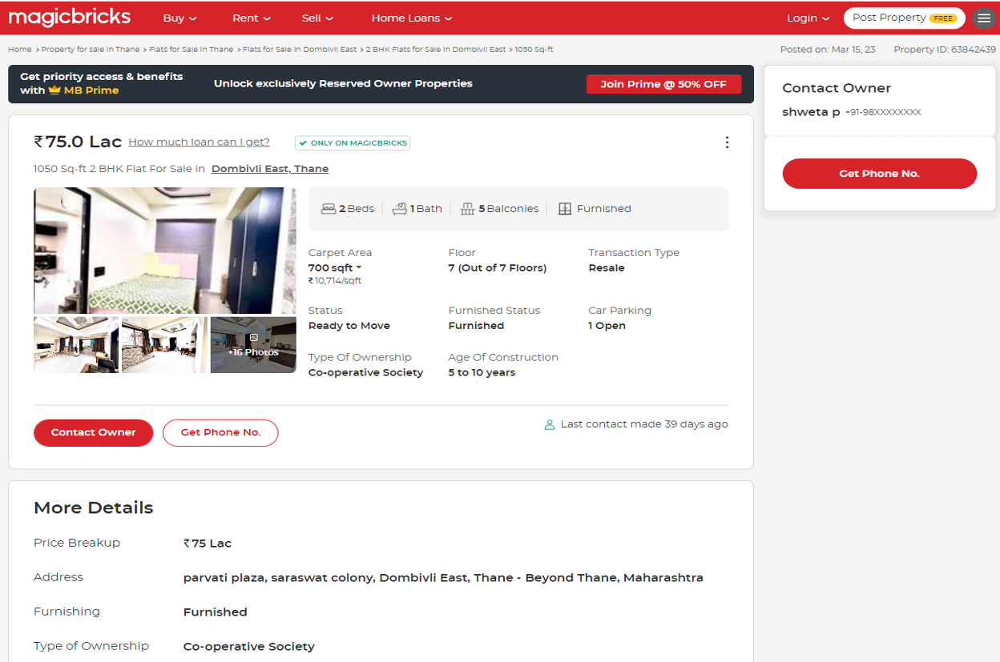 magicbricks
Buy
Rent
Sell
Home Loans
Login
Post Property FREE
Home > Property for sale in Thane > Flats for Sale in Thane > Flats for Sale in Dombivli East > 2 BHK Flats for Sale in Dombivli East > 1050 Sq-ft
Posted on: Mar 15, 23
Property ID: 63842439
Get priority access & benefits
with MB Prime
Unlock exclusively Reserved Owner Properties
Join Prime @ 50% OFF
Contact Owner
shweta p -91-98XXXXXXXX
Get Phone No.
₹75.0 Lac How much loan can I get?
ONLY ON MAGICBRICKS
1050 Sq-ft 2 BHK Flat For Sale in Dombivli East, Thane
+16 Photos
2 Beds
1 Bath
5 Balconies
Furnished
Carpet Area
700 sqft
₹10,714/sqft
Floor
7 (Out of 7 Floors)
Transaction Type
Resale
Status
Ready to Move
Furnished Status
Furnished
Car Parking
1 Open
Type Of Ownership
Co-operative Society
Age Of Construction
5 to 10 years
Contact Owner
Get Phone No.
Last contact made 39 days ago
More Details
Price Breakup ₹75 Lac
Address parvati plaza, saraswat colony, Dombivli East, Thane - Beyond Thane, Maharashtra
Furnishing Furnished
Type of Ownership Co-operative Society